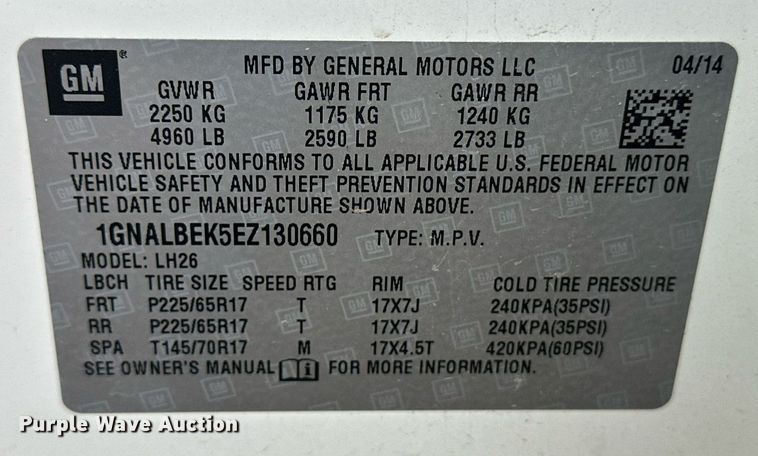 GM ®
MFD BY GENERAL MOTORS LLC 04/14
GVWR GAWR FRT GAWR RR
2250 KG 1175 KG 1240 KG
4960 LB 2590 LB 2733 LB
THIS VEHICLE CONFORMS TO ALL APPLICABLE U.S. FEDERAL MOTOR
VEHICLE SAFETY AND THEFT PREVENTION STANDARDS IN EFFECT ON
THE DATE OF MANUFACTURE SHOWN ABOVE.
1GNALBEK5EZ130660 TYPE: M.P.V.
MODEL: LH26
LBCH TIRE SIZE SPEED RTG RIM COLD TIRE PRESSURE
FRT P225/65R17 T 17X7J 240KPA(35PSI)
RR P225/65R17 T 17X7J 240KPA(35PSI)
SPA T145/70R17 M 17X4.5T 420KPA(60PSI)
SEE OWNER'S MANUAL FOR MORE INFORMATION.
Purple Wave Auction